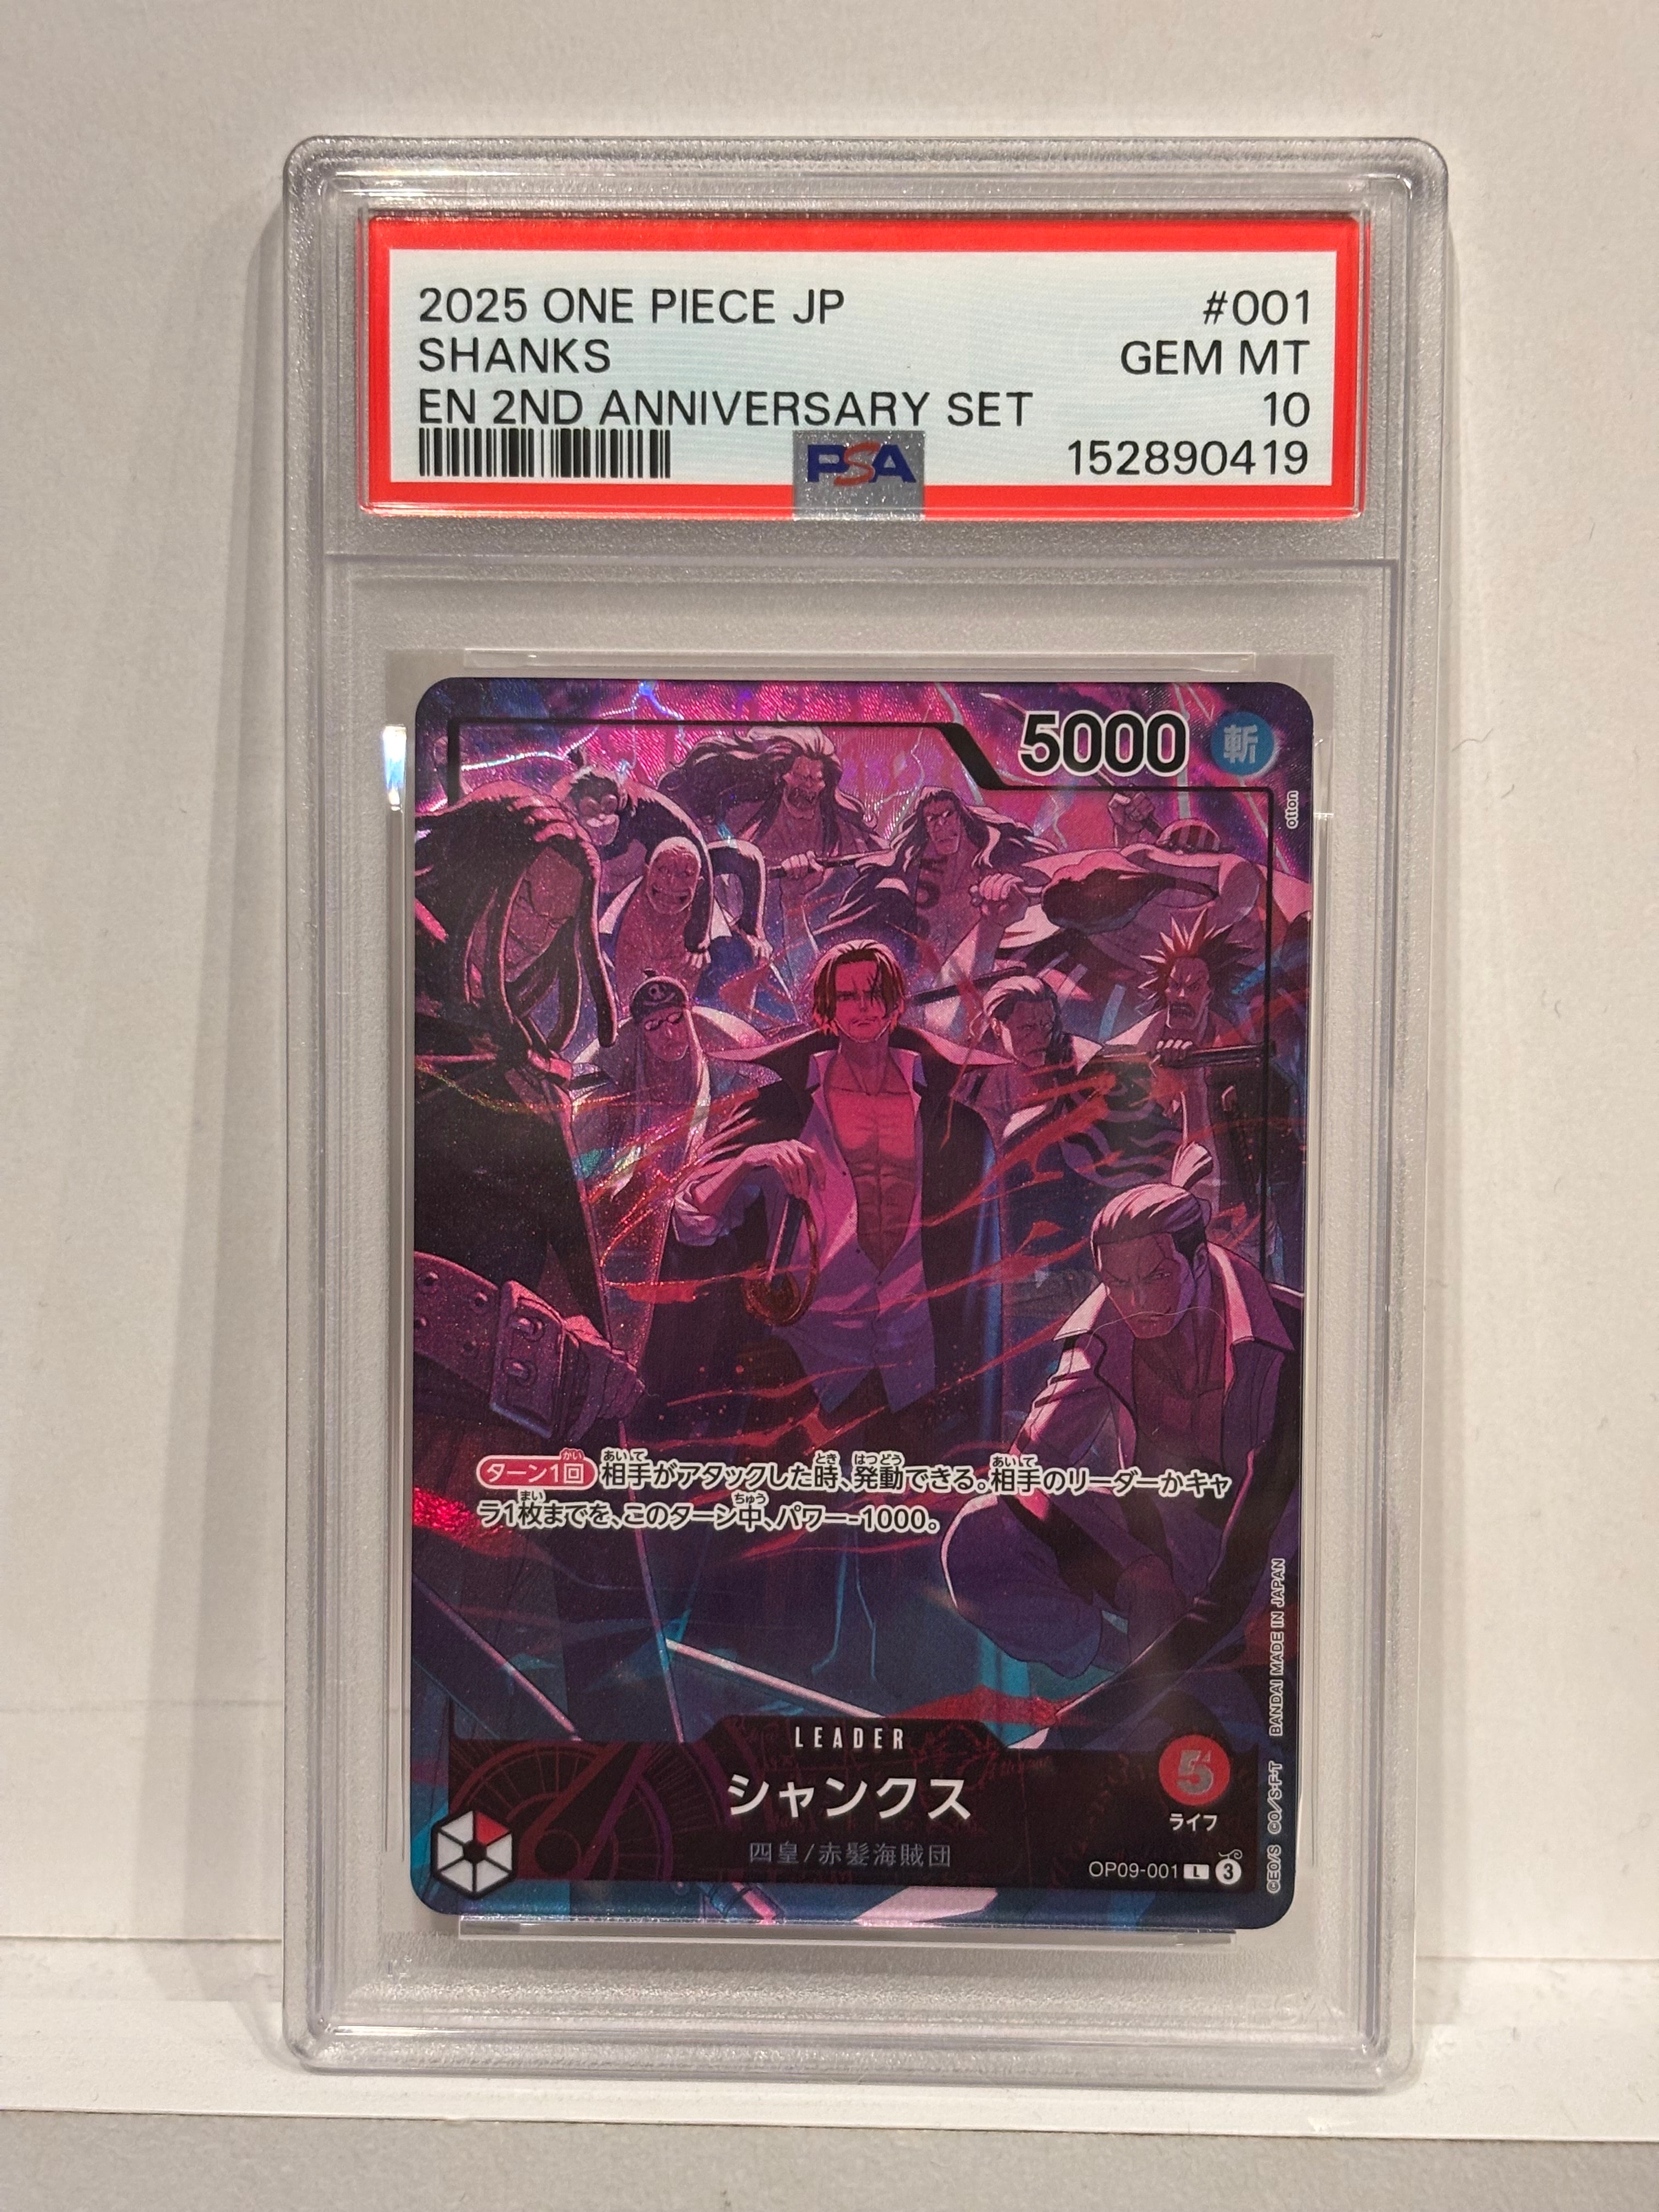 2025 ONE PIECE JP #001
SHANKS GEM MT
EN 2ND ANNIVERSARY SET 10
PSA 152890419
5000 斬
otton
ターン1回 相手がアタックした時、発動できる。相手のリーダーかキャ
ラ1枚までを、このターン中、パワー-1000。
LEADER
シャンクス
5
ライフ
四皇/赤髪海賊団
OP09-001 L 3
©EO/S ©O/S·F·T BANDAI MADE IN JAPAN